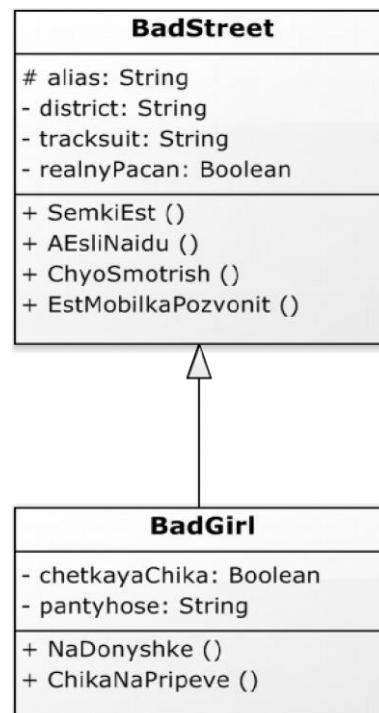 BadStreet
# alias: String
- district: String
- tracksuit: String
- realnyPacan: Boolean
+ SemkiEst ()
+ AEsliNaidu ()
+ ChyoSmotrish ()
+ EstMobilkaPozvonit ()
BadGirl
- chetkayaChika: Boolean
- pantyhose: String
+ NaDonyshke ()
+ ChikaNaPripeve ()